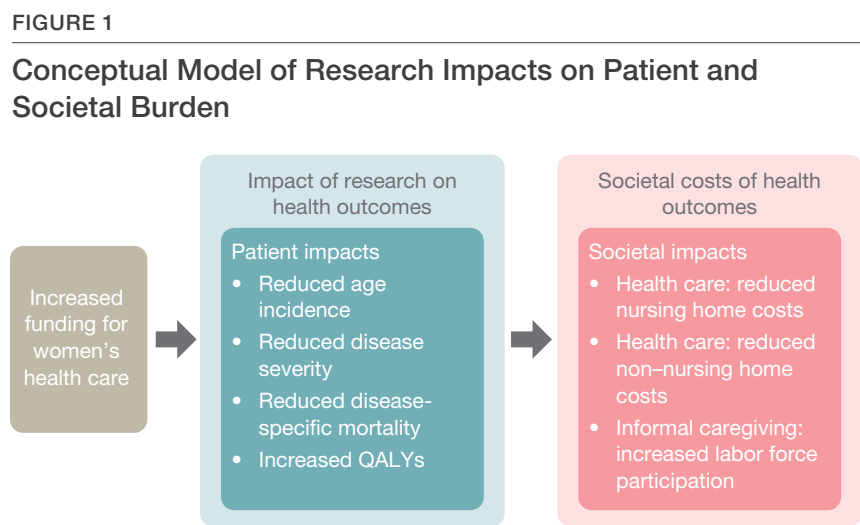 FIGURE 1
Conceptual Model of Research Impacts on Patient and
Societal Burden
Increased
funding for
women's
health care
Impact of research on
health outcomes
Patient impacts
• Reduced age
incidence
• Reduced disease
severity
• Reduced disease-
specific mortality
• Increased QALYs
Societal costs of health
outcomes
Societal impacts
• Health care: reduced
nursing home costs
• Health care: reduced
non–nursing home
costs
• Informal caregiving:
increased labor force
participation